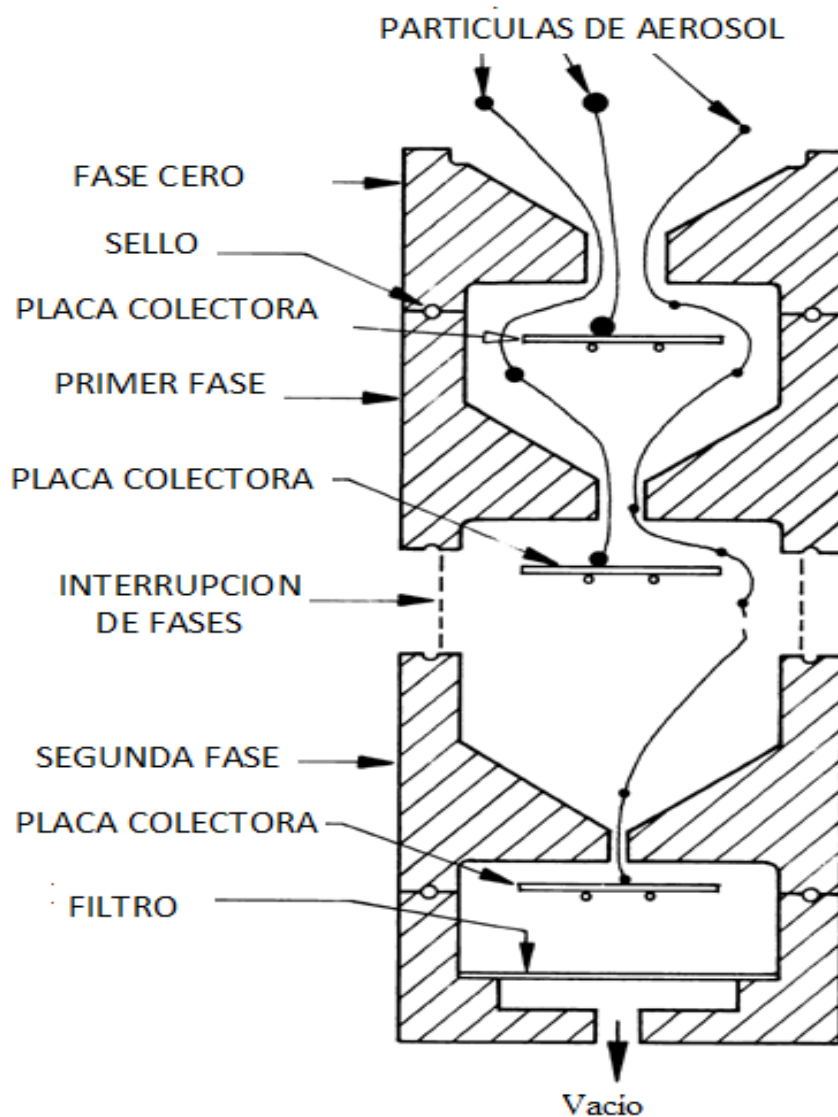 PARTICULAS DE AEROSOL
FASE CERO
SELLO
PLACA COLECTORA
PRIMER FASE
PLACA COLECTORA
INTERRUPCION
DE FASES
SEGUNDA FASE
PLACA COLECTORA
FILTRO
Vacio